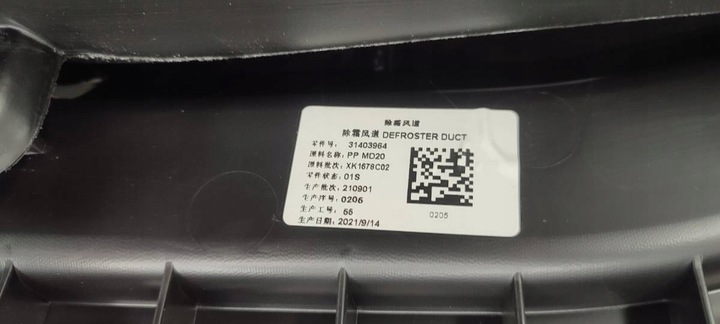 除霜风道
除霜风道 DEFROSTER DUCT
零件号： 31403964
原料名称：PP MD20
原料批次：XK1678C02
零件状态：01S
生产批次：210901
生产序号：0205
生产工号：55
生产日期：2021/9/14
0205